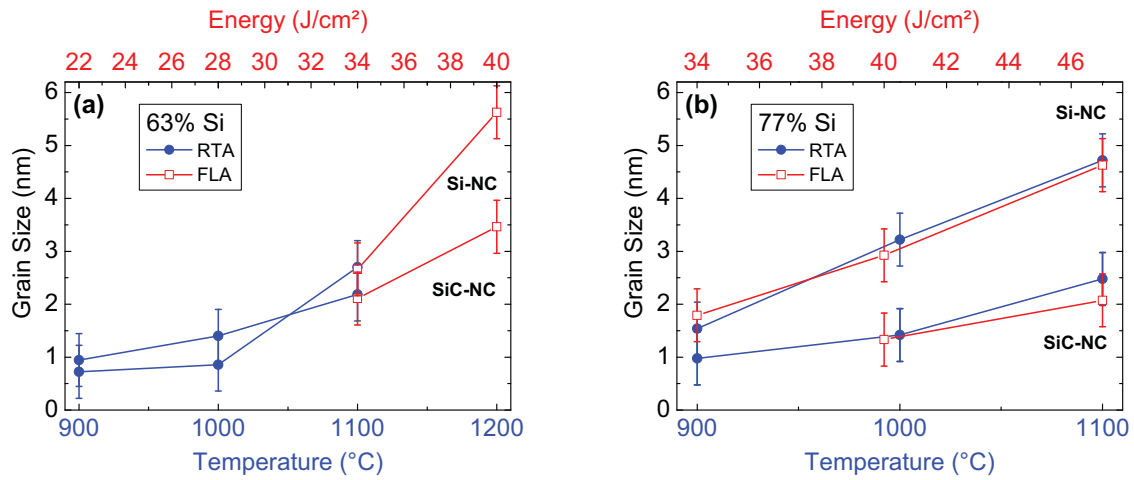 Energy (J/cm²)
22 24 26 28 30 32 34 36 38 40
(a)
63% Si
RTA
FLA
Si-NC
SiC-NC
Grain Size (nm)
6
5
4
3
2
1
0
900 1000 1100 1200
Temperature (°C)
Energy (J/cm²)
34 36 38 40 42 44 46
(b)
77% Si
RTA
FLA
Si-NC
SiC-NC
Grain Size (nm)
6
5
4
3
2
1
0
900 1000 1100
Temperature (°C)